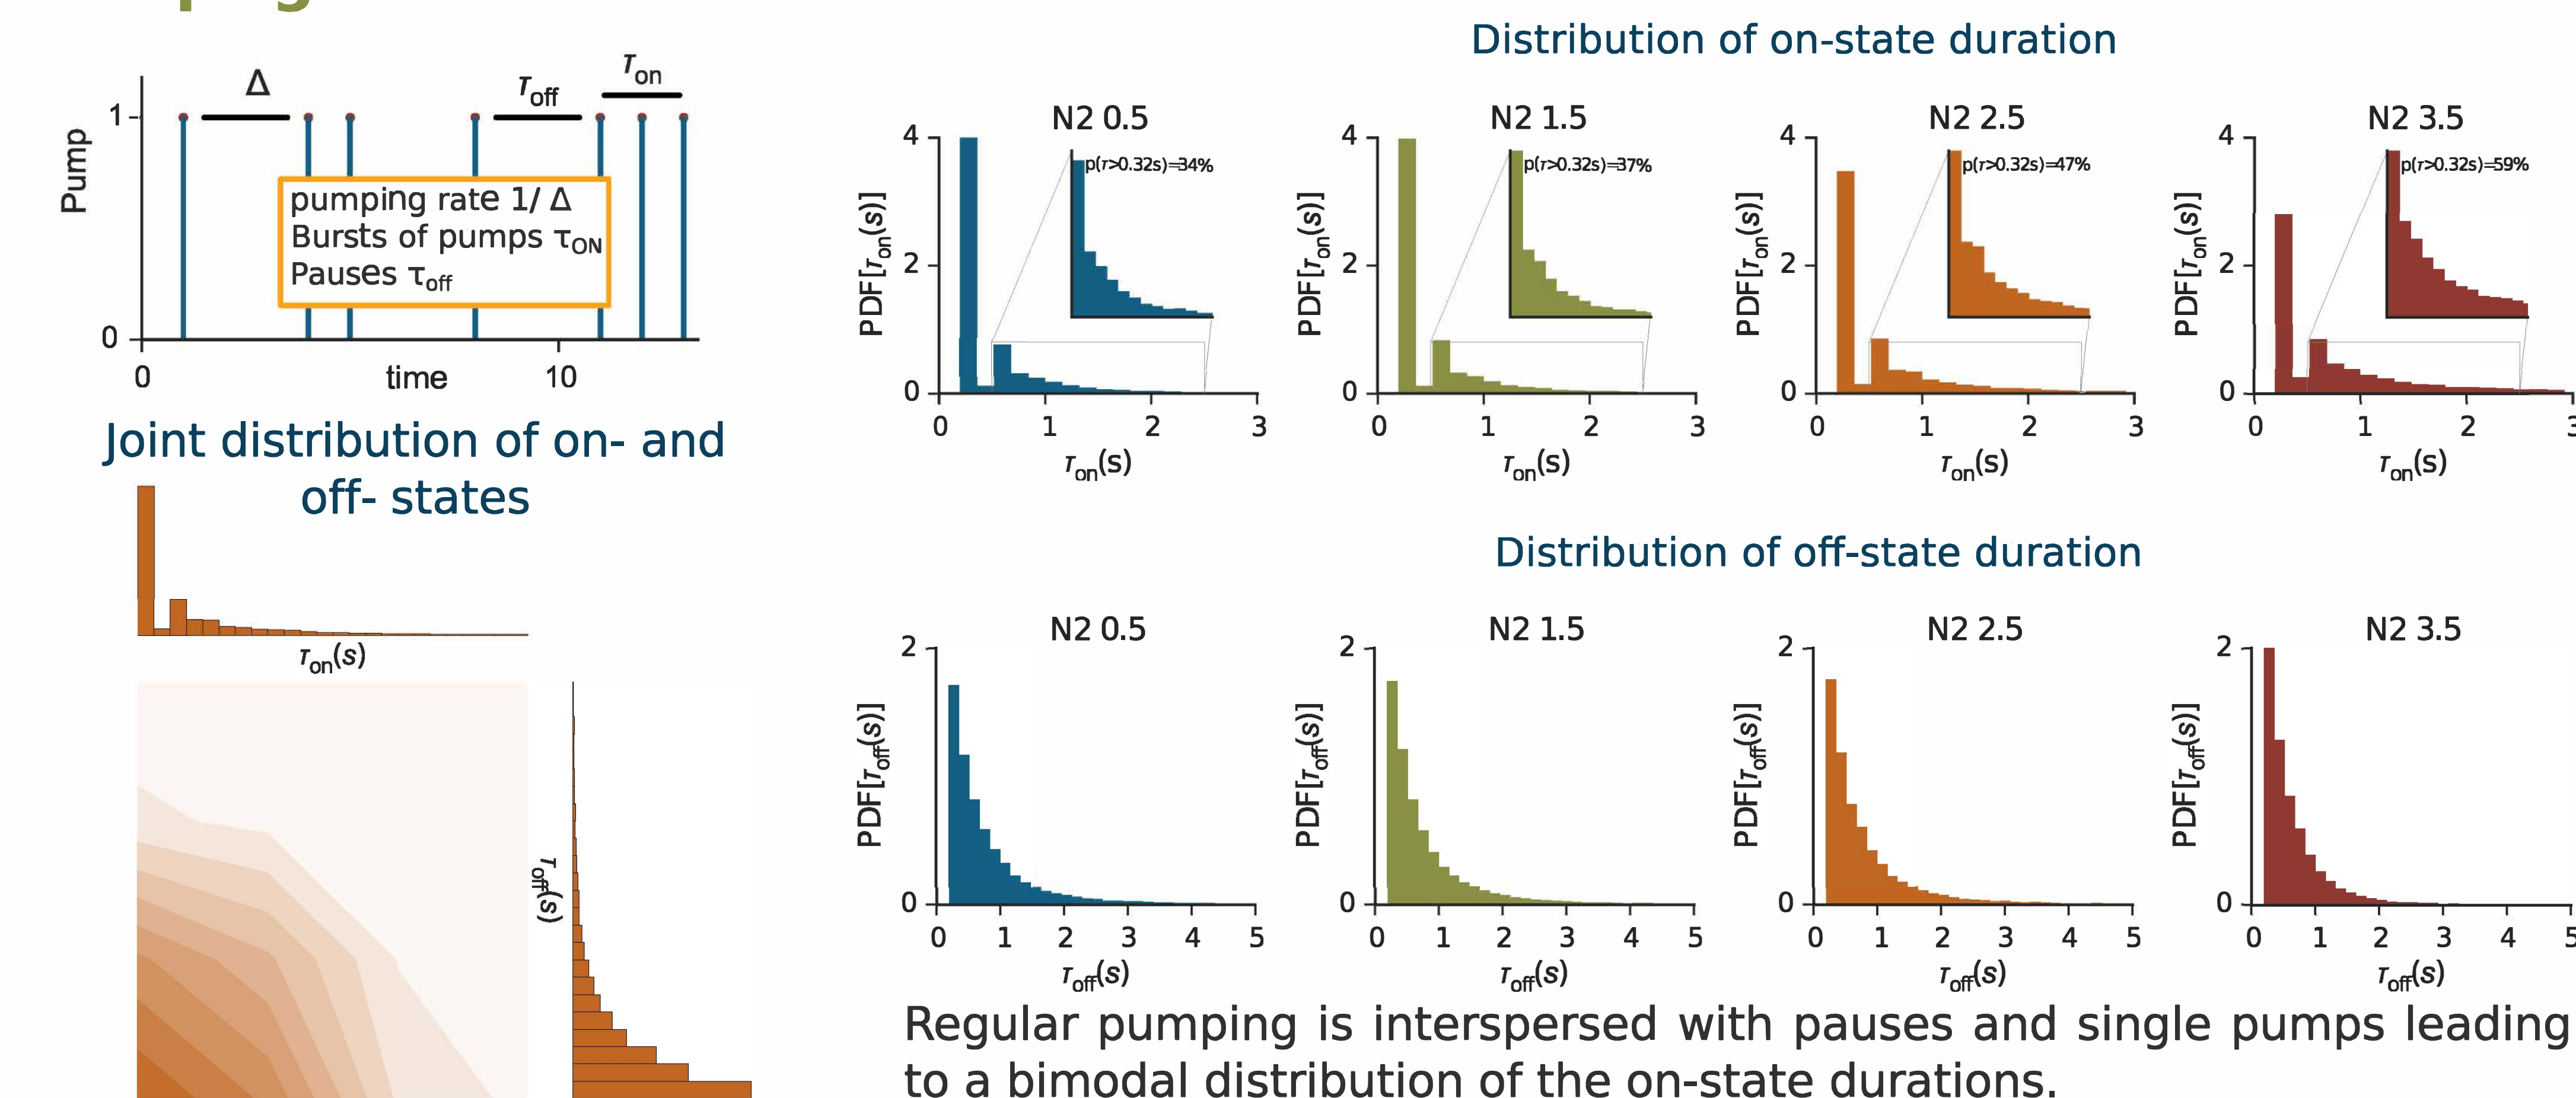 Δ
τoff
τon
1
Pump
pumping rate 1/ Δ
Bursts of pumps τON
Pauses τoff
0
0
time
10
Joint distribution of on- and
off- states
τon(s)
τoff(s)
Distribution of on-state duration
N2 0.5
4
p(τ>0.32s)=34%
PDF[τon(s)]
2
0
0 1 2 3
τon(s)
N2 1.5
4
p(τ>0.32s)=37%
PDF[τon(s)]
2
0
0 1 2 3
τon(s)
N2 2.5
4
p(τ>0.32s)=47%
PDF[τon(s)]
2
0
0 1 2 3
τon(s)
N2 3.5
4
p(τ>0.32s)=59%
PDF[τon(s)]
2
0
0 1 2 3
τon(s)
Distribution of off-state duration
N2 0.5
2
PDF[τoff(s)]
0
0 1 2 3 4 5
τoff(s)
N2 1.5
2
PDF[τoff(s)]
0
0 1 2 3 4 5
τoff(s)
N2 2.5
2
PDF[τoff(s)]
0
0 1 2 3 4 5
τoff(s)
N2 3.5
2
PDF[τoff(s)]
0
0 1 2 3 4 5
τoff(s)
Regular pumping is interspersed with pauses and single pumps leading
to a bimodal distribution of the on-state durations.